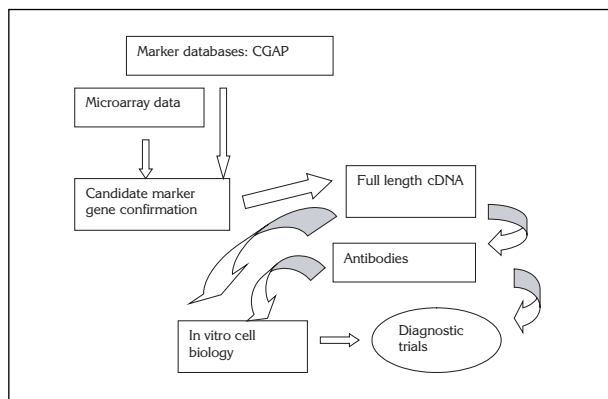 Marker databases: CGAP
Microarray data
Candidate marker
gene confirmation
Full length cDNA
Antibodies
In vitro cell
biology
Diagnostic
trials